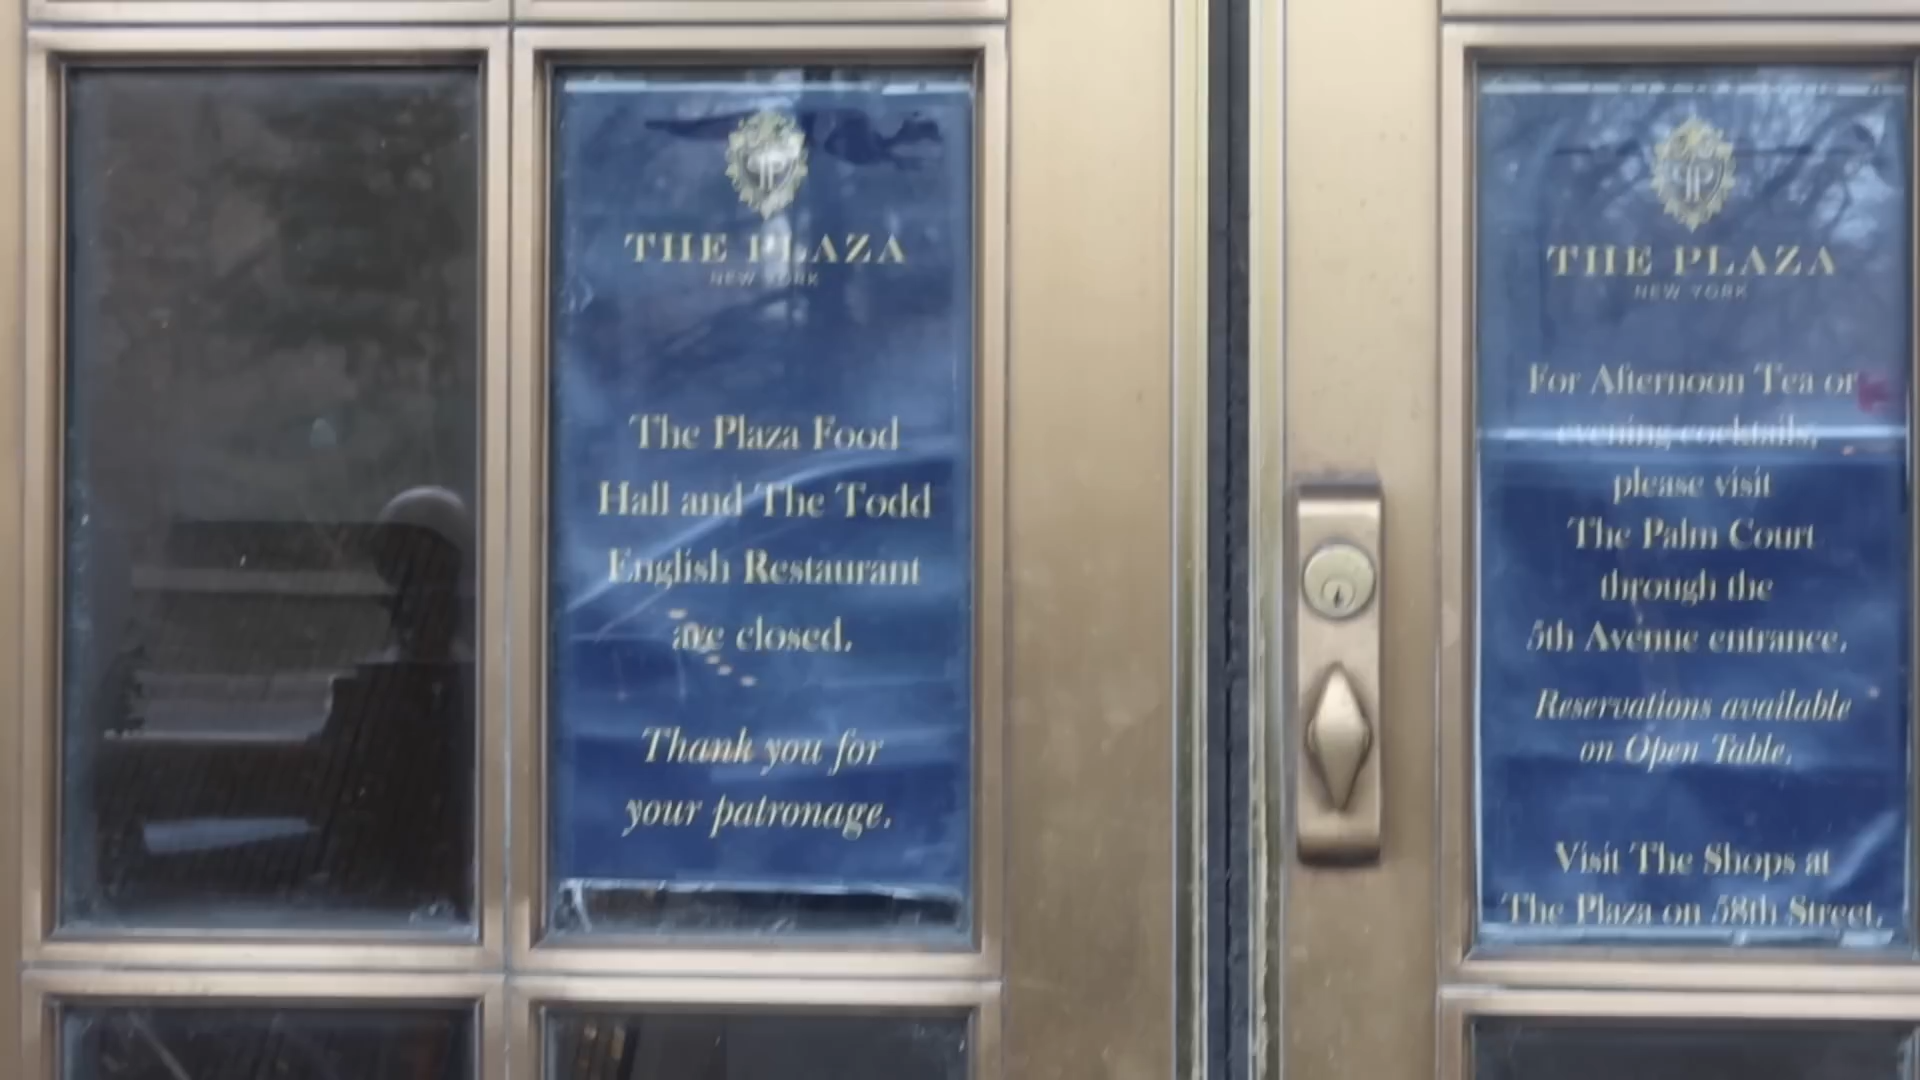 THE PLAZA
NEW YORK
The Plaza Food
Hall and The Todd
English Restaurant
are closed.
Thank you for
your patronage.
THE PLAZA
NEW YORK
For Afternoon Tea or
evening cocktails,
please visit
The Palm Court
through the
5th Avenue entrance.
Reservations available
on Open Table.
Visit The Shops at
The Plaza on 58th Street.